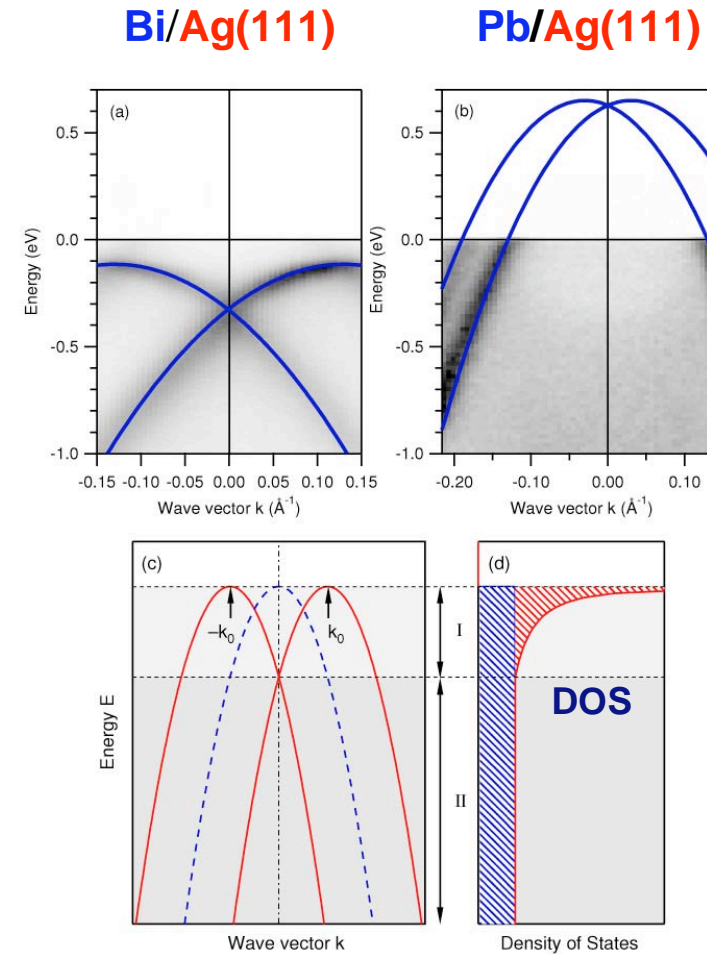 Bi/Ag(111)
Pb/Ag(111)
(a)
0.5
0.0
-0.5
-1.0
Energy (eV)
-0.15 -0.10 -0.05 0.00 0.05 0.10 0.15
Wave vector k (Å⁻¹)
(b)
0.5
0.0
-0.5
-1.0
Energy (eV)
-0.20 -0.10 0.00 0.10
Wave vector k (Å⁻¹)
(c)
−k₀
k₀
Energy E
Wave vector k
I
II
(d)
DOS
Density of States